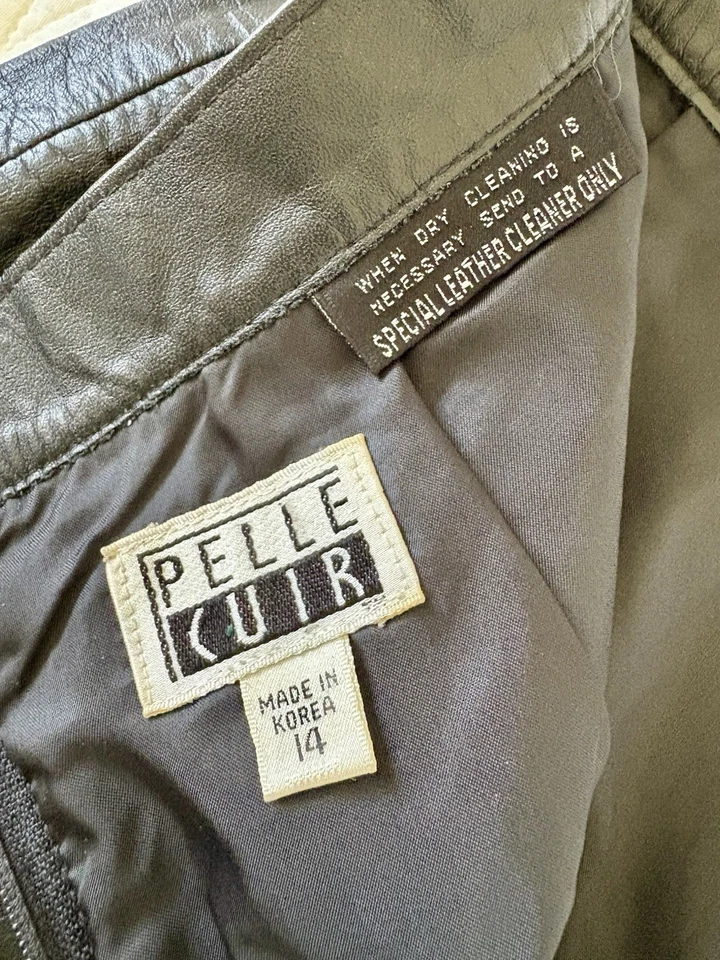 WHEN DRY CLEANING IS
NECESSARY SEND TO A
SPECIAL LEATHER CLEANER ONLY
PELLE
CUIR
MADE IN
KOREA
14